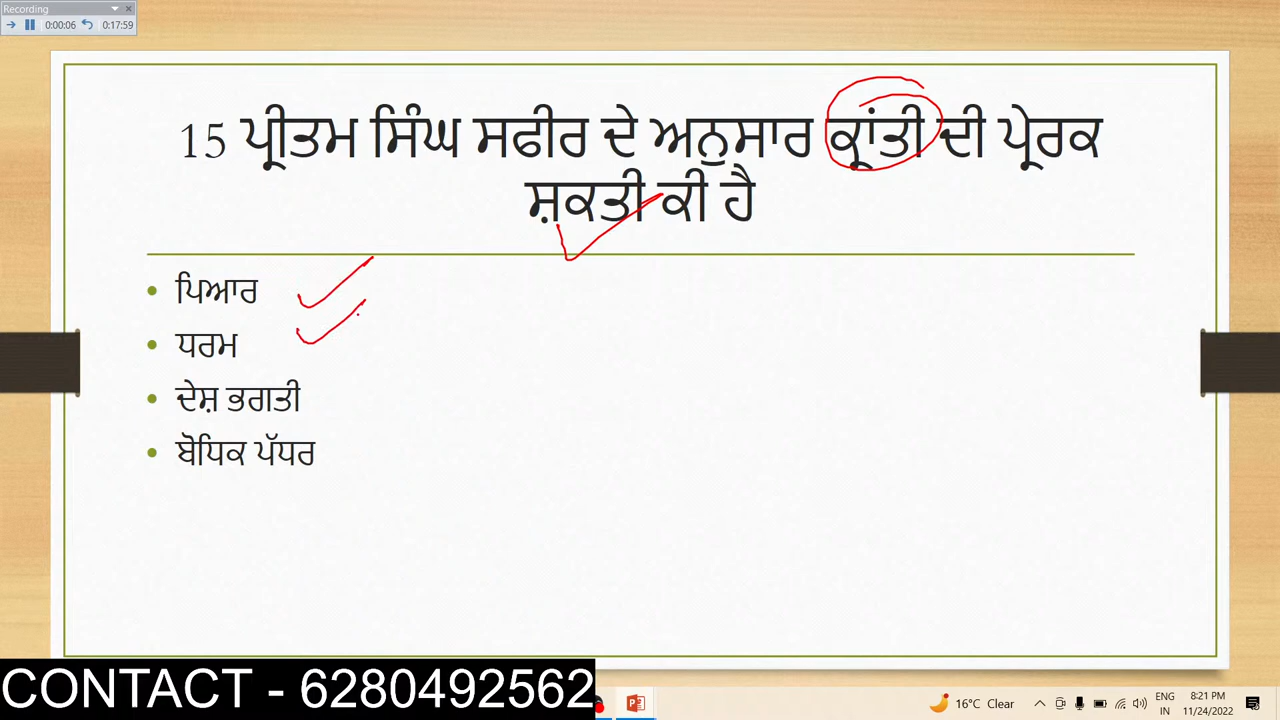 Recording
0:00:06 0:17:59
15 ਪ੍ਰੀਤਮ ਸਿੰਘ ਸਫੀਰ ਦੇ ਅਨੁਸਾਰ ਕ੍ਰਾਂਤੀ ਦੀ ਪ੍ਰੇਰਕ
ਸ਼ਕਤੀ ਕੀ ਹੈ
• ਪਿਆਰ
• ਧਰਮ
• ਦੇਸ਼ ਭਗਤੀ
• ਬੋਧਿਕ ਪੱਧਰ
CONTACT - 6280492562
16°C Clear
ENG
IN
8:21 PM
11/24/2022